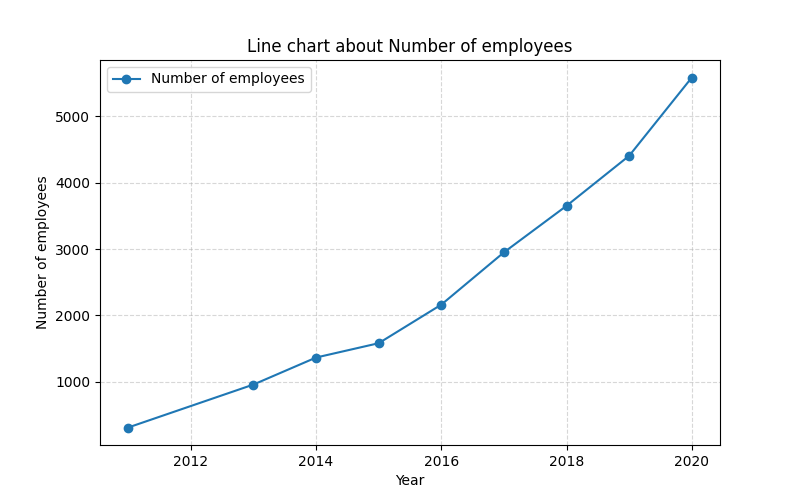 Line chart about Number of employees
Number of employees
5000
4000
3000
2000
1000
Number of employees
2012
2014
2016
2018
2020
Year